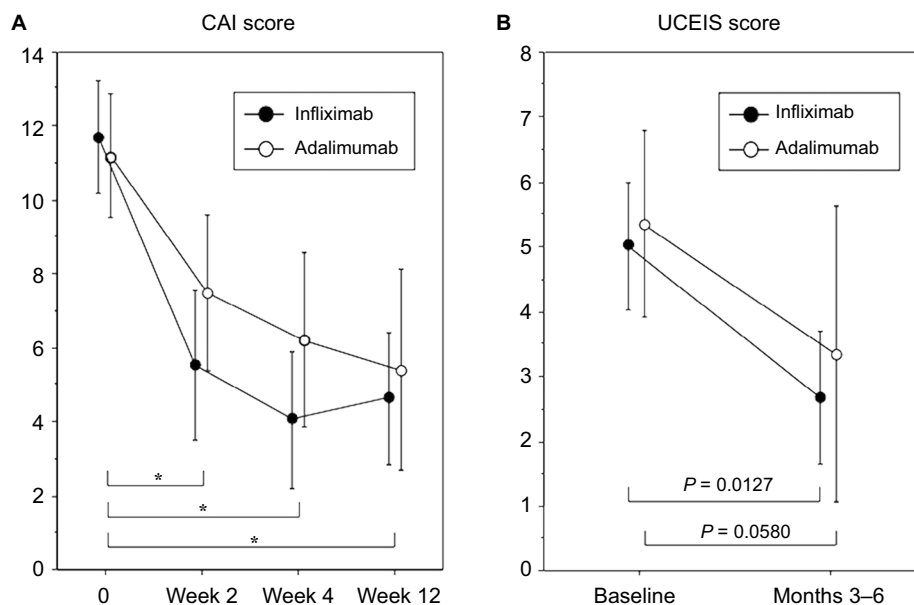 A CAI score
14
12
10
8
6
4
2
0
Infliximab
Adalimumab
*
*
*
0 Week 2 Week 4 Week 12
B UCEIS score
8
7
6
5
4
3
2
1
0
Infliximab
Adalimumab
P = 0.0127
P = 0.0580
Baseline Months 3–6